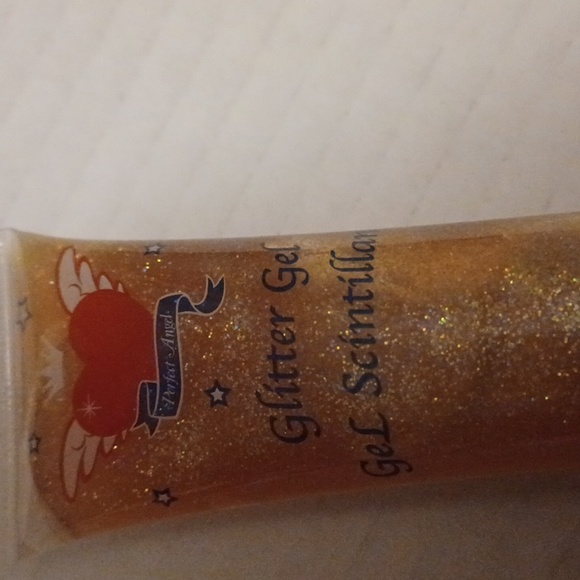 Perfect Angel
Glitter Gel
GeL Scintillan